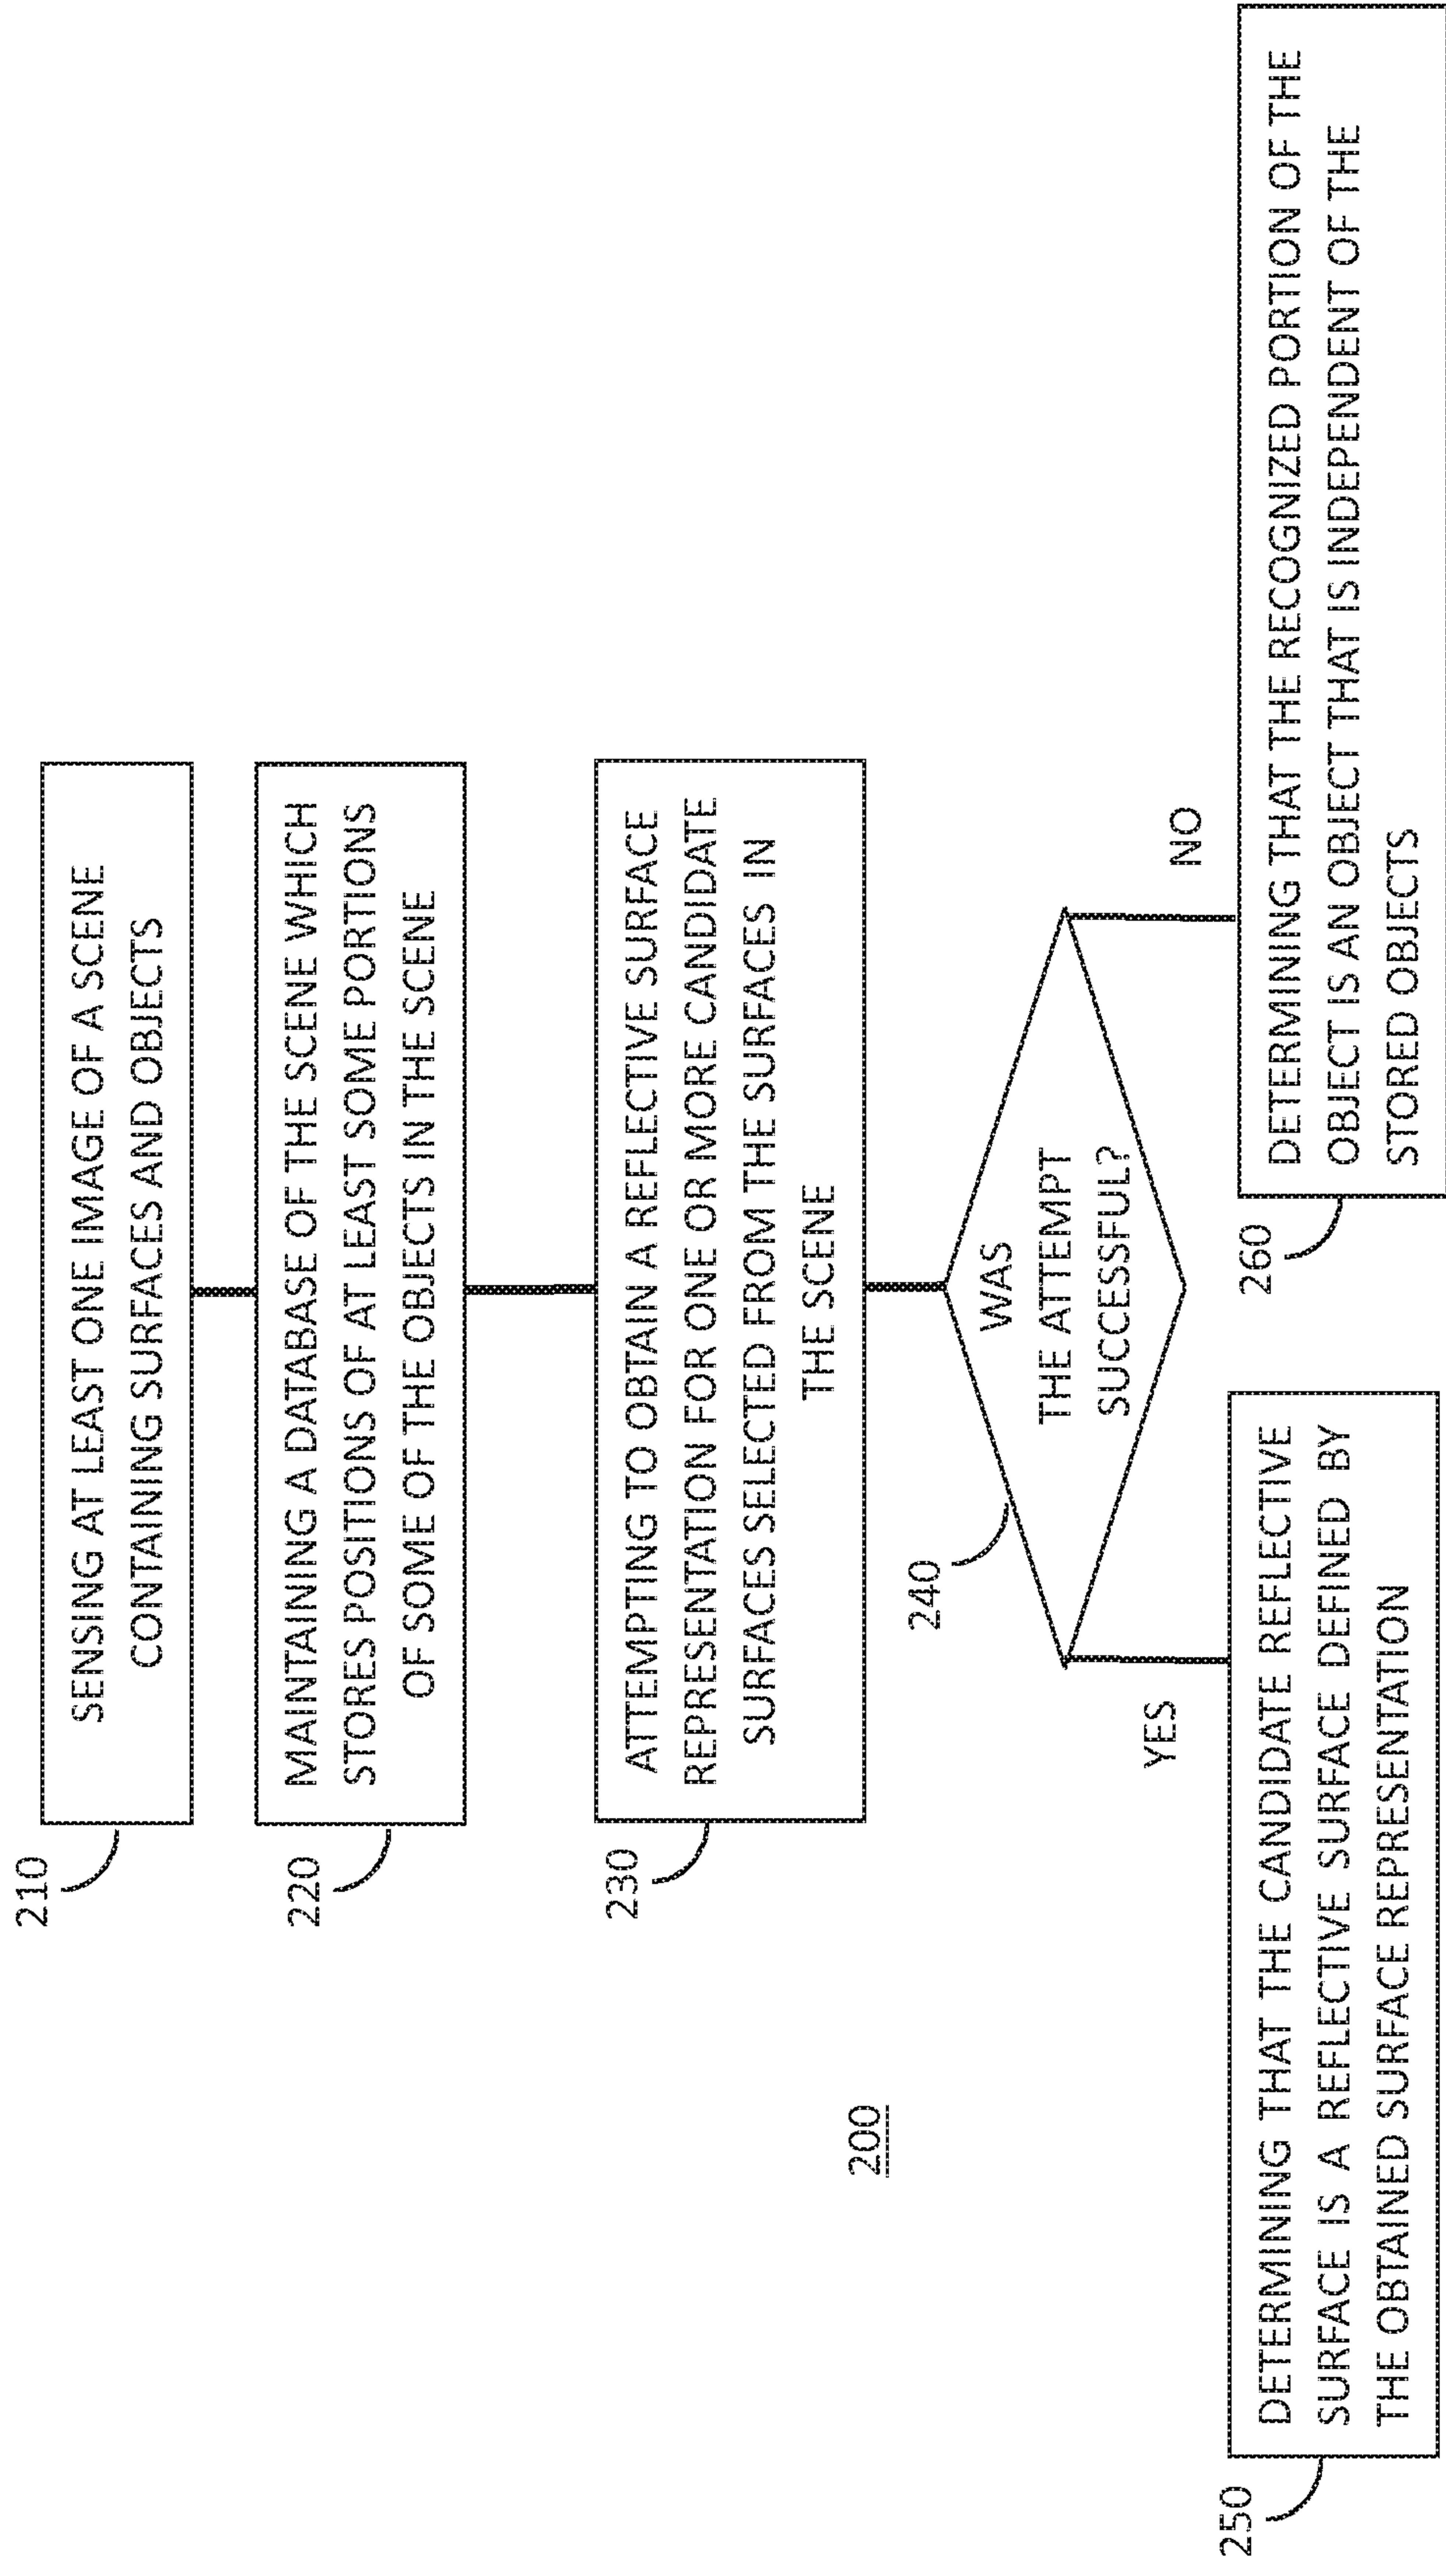 210
SENSING AT LEAST ONE IMAGE OF A SCENE
CONTAINING SURFACES AND OBJECTS
220
MAINTAINING A DATABASE OF THE SCENE WHICH
STORES POSITIONS OF AT LEAST SOME PORTIONS
OF SOME OF THE OBJECTS IN THE SCENE
230
ATTEMPTING TO OBTAIN A REFLECTIVE SURFACE
REPRESENTATION FOR ONE OR MORE CANDIDATE
SURFACES SELECTED FROM THE SURFACES IN
THE SCENE
200
240
WAS
THE ATTEMPT
SUCCESSFUL?
YES
NO
250
DETERMINING THAT THE CANDIDATE REFLECTIVE
SURFACE IS A REFLECTIVE SURFACE DEFINED BY
THE OBTAINED SURFACE REPRESENTATION
260
DETERMINING THAT THE RECOGNIZED PORTION OF THE
OBJECT IS AN OBJECT THAT IS INDEPENDENT OF THE
STORED OBJECTS